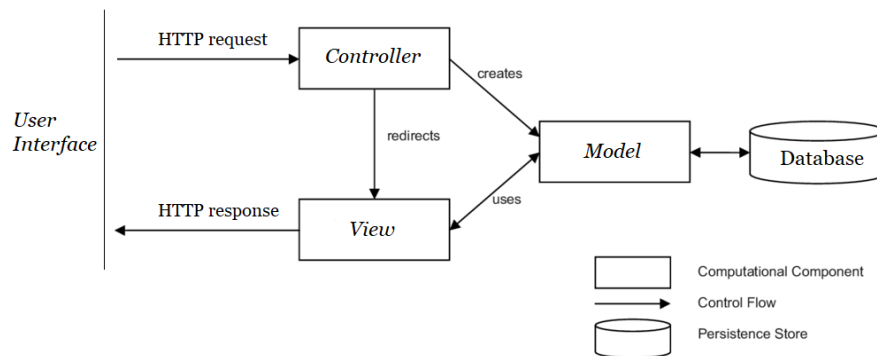 HTTP request
Controller
creates
User
Interface
redirects
Model
Database
uses
HTTP response
View
Computational Component
Control Flow
Persistence Store